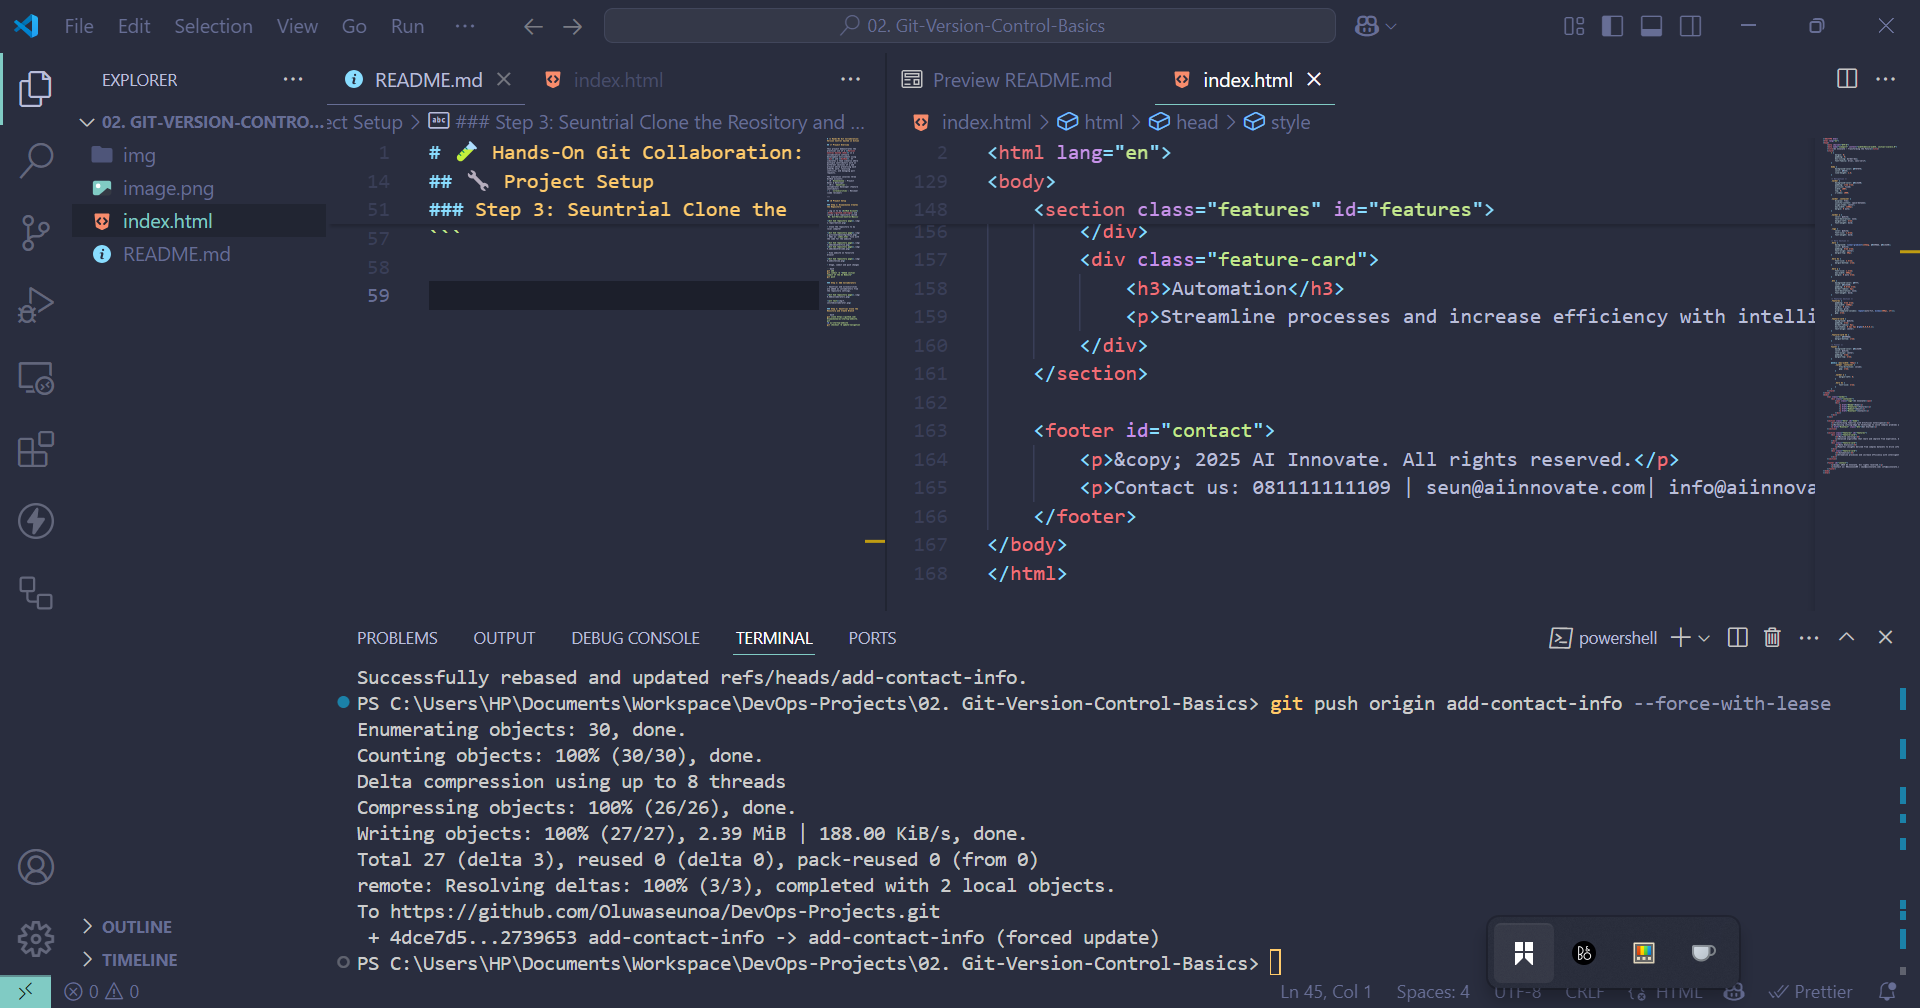 File Edit Selection View Go Run ···
02. Git-Version-Control-Basics
EXPLORER
02. GIT-VERSION-CONTRO...
img
image.png
index.html
README.md
OUTLINE
TIMELINE
README.md
index.html
ect Setup > ### Step 3: Seuntrial Clone the Reository and ...
1 # Hands-On Git Collaboration:
14 ## Project Setup
51 ### Step 3: Seuntrial Clone the
57 ```
58
59
Preview README.md
index.html
index.html > html > head > style
2 <html lang="en">
129 <body>
148 <section class="features" id="features">
156 </div>
157 <div class="feature-card">
158 <h3>Automation</h3>
159 <p>Streamline processes and increase efficiency with intelli
160 </div>
161 </section>
162
163 <footer id="contact">
164 <p>&copy; 2025 AI Innovate. All rights reserved.</p>
165 <p>Contact us: 081111111109 | seun@aiinnovate.com| info@aiinnova
166 </footer>
167 </body>
168 </html>
PROBLEMS OUTPUT DEBUG CONSOLE TERMINAL PORTS
powershell
Successfully rebased and updated refs/heads/add-contact-info.
PS C:\Users\HP\Documents\Workspace\DevOps-Projects\02. Git-Version-Control-Basics> git push origin add-contact-info --force-with-lease
Enumerating objects: 30, done.
Counting objects: 100% (30/30), done.
Delta compression using up to 8 threads
Compressing objects: 100% (26/26), done.
Writing objects: 100% (27/27), 2.39 MiB | 188.00 KiB/s, done.
Total 27 (delta 3), reused 0 (delta 0), pack-reused 0 (from 0)
remote: Resolving deltas: 100% (3/3), completed with 2 local objects.
To https://github.com/Oluwaseunoa/DevOps-Projects.git
+ 4dce7d5...2739653 add-contact-info -> add-contact-info (forced update)
PS C:\Users\HP\Documents\Workspace\DevOps-Projects\02. Git-Version-Control-Basics>
0 0
Ln 45, Col 1 Spaces: 4 UTF-8 CRLF HTML Prettier